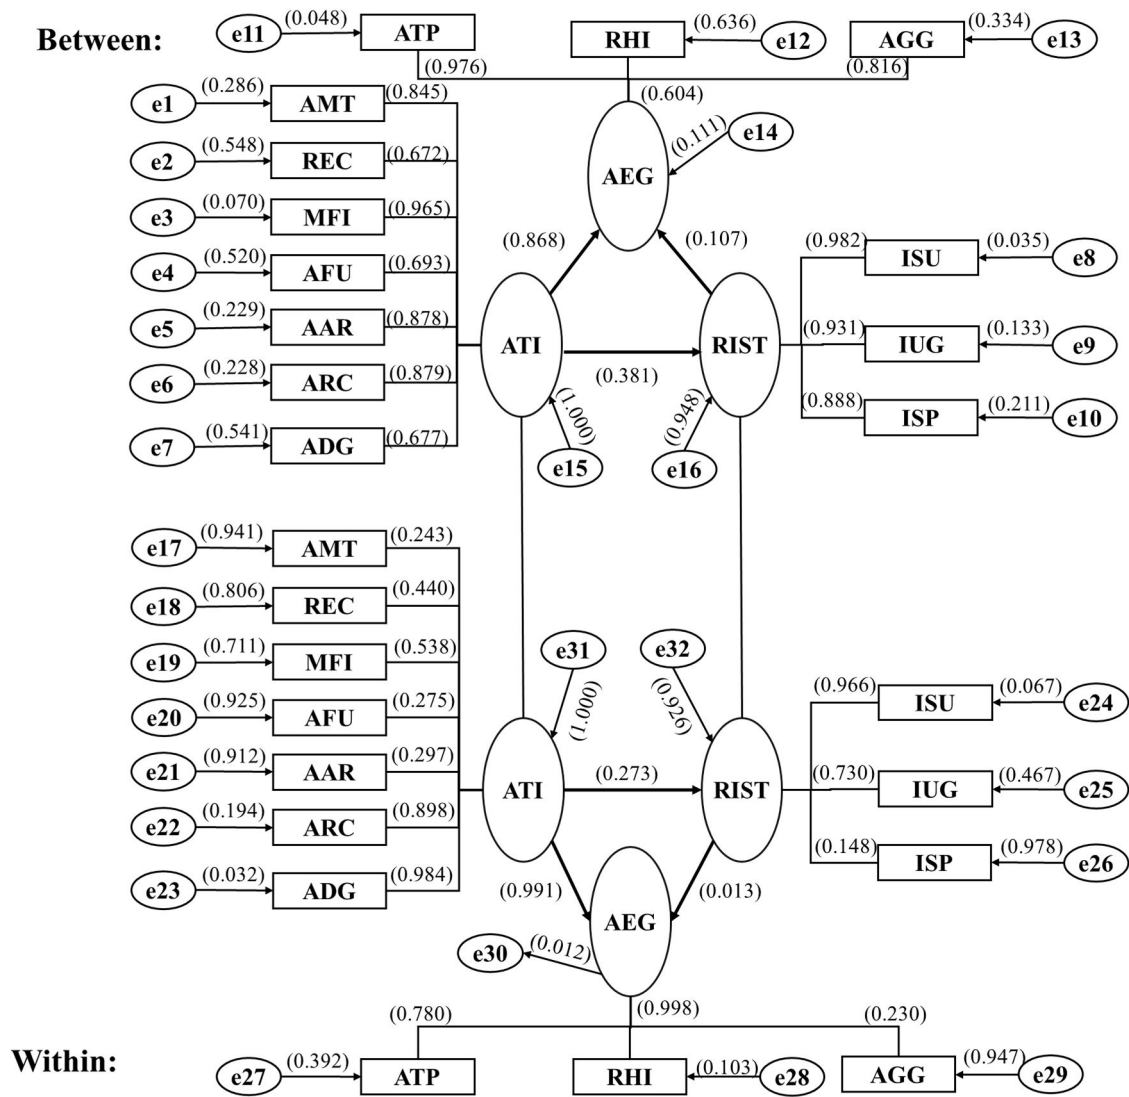 Between:
e11 (0.048) ATP RHI (0.636) e12 AGG (0.334) e13
(0.976) (0.816)
e1 (0.286) AMT (0.845) (0.604)
(0.111) e14
e2 (0.548) REC (0.672)
AEG
e3 (0.070) MFI (0.965)
(0.868) (0.107)
e4 (0.520) AFU (0.693) (0.982) ISU (0.035) e8
e5 (0.229) AAR (0.878)
ATI RIST (0.931) IUG (0.133) e9
(0.381)
e6 (0.228) ARC (0.879)
(1.000) (0.948) (0.888) ISP (0.211) e10
e7 (0.541) ADG (0.677)
e15 e16
e17 (0.941) AMT (0.243)
e18 (0.806) REC (0.440)
e19 (0.711) MFI (0.538)
e31 e32
(1.000) (0.926)
e20 (0.925) AFU (0.275) (0.966) ISU (0.067) e24
e21 (0.912) AAR (0.297)
ATI (0.273) RIST (0.730) IUG (0.467) e25
e22 (0.194) ARC (0.898)
(0.148) ISP (0.978) e26
e23 (0.032) ADG (0.984)
(0.991) (0.013)
AEG
e30 (0.012)
(0.780) (0.998) (0.230)
Within:
e27 (0.392) ATP RHI (0.103) e28 AGG (0.947) e29